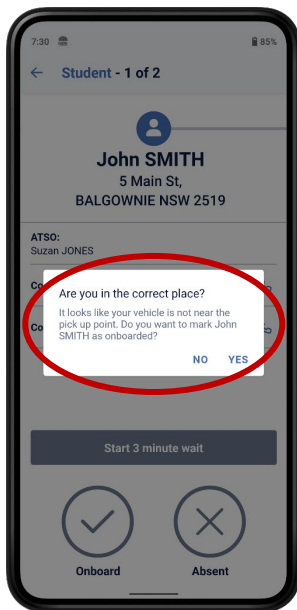 7:30 85%
← Student - 1 of 2
John SMITH
5 Main St,
BALGOWNIE NSW 2519
ATSO:
Suzan JONES
Co
Are you in the correct place?
It looks like your vehicle is not near the
pick up point. Do you want to mark John
SMITH as onboarded?
Co
NO YES
Start 3 minute wait
Onboard Absent